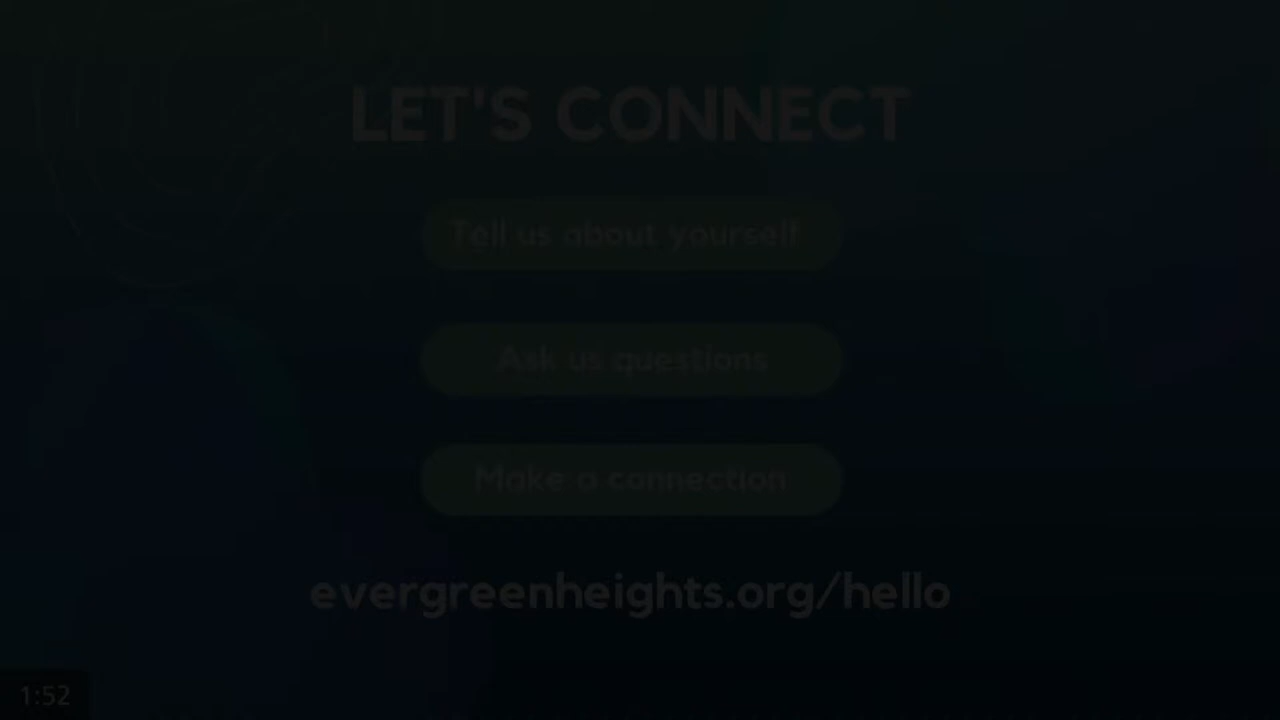 LET'S CONNECT
Tell us about yourself
Ask us questions
Make a connection
evergreenheights.org/hello
1:52